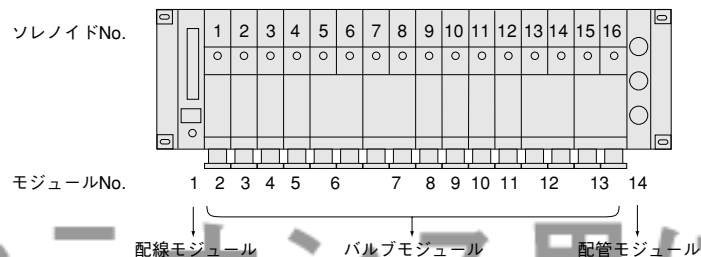 ソレノイドNo. 1 2 3 4 5 6 7 8 9 10 11 12 13 14 15 16
モジュールNo. 1 2 3 4 5 6 7 8 9 10 11 12 13 14
配線モジュール バルブモジュール 配管モジュール